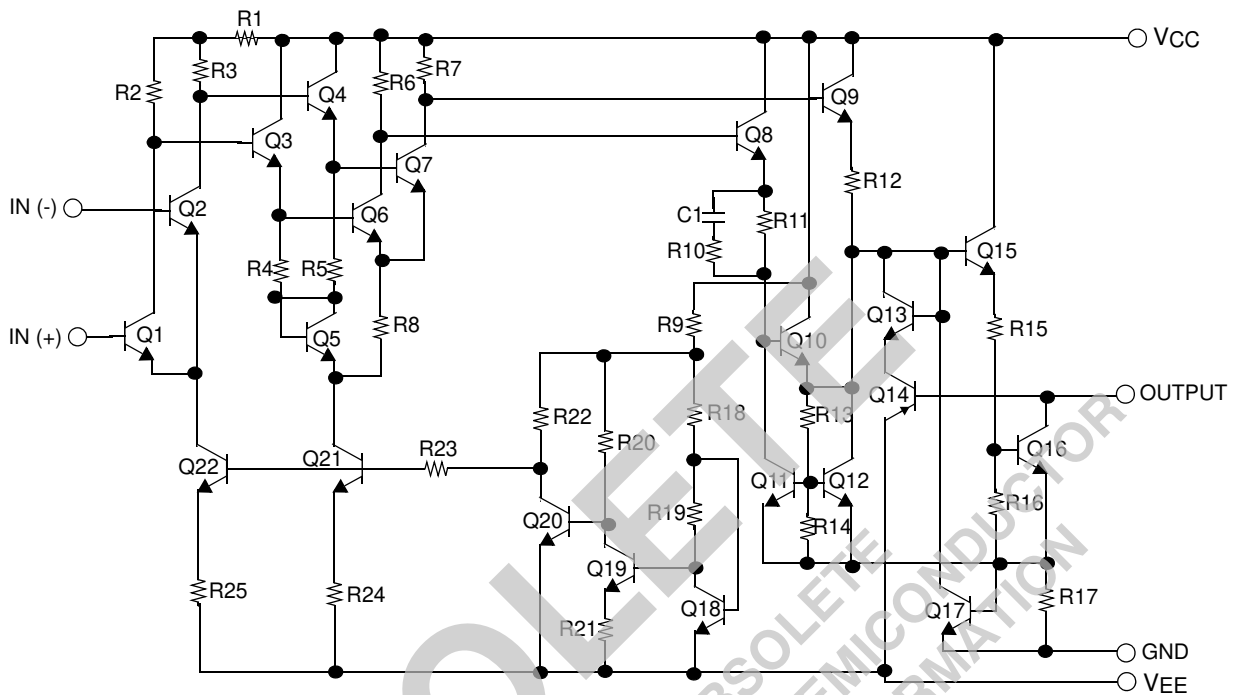 R1
VCC
R2
R3
R6
R7
Q4
Q9
Q3
Q8
Q7
R12
IN (-)
Q2
Q6
C1
R11
R10
Q15
R4
R5
R8
R9
Q13
R15
IN (+)
Q1
Q5
Q10
Q14
OUTPUT
R22
R18
R13
R20
R23
Q16
Q22
Q21
Q11
Q12
R16
Q20
R19
R14
Q19
R25
R24
Q18
Q17
R17
R21
GND
VEE
OLETE
OBSOLETE
SEMICONDUCTOR